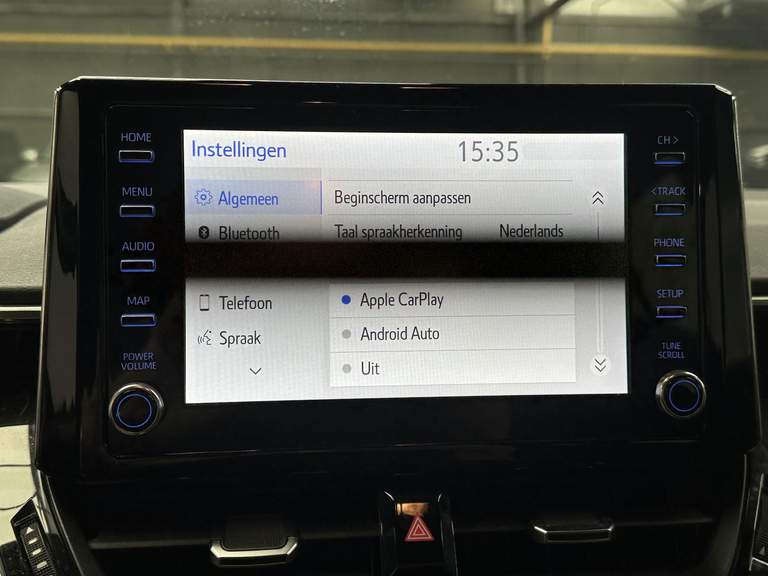 HOME
MENU
AUDIO
MAP
POWER
VOLUME
Instellingen 15:35
Algemeen
Bluetooth
Telefoon
Spraak
Beginscherm aanpassen
Taal spraakherkenning Nederlands
Apple CarPlay
Android Auto
Uit
CH >
< TRACK
PHONE
SETUP
TUNE
SCROLL